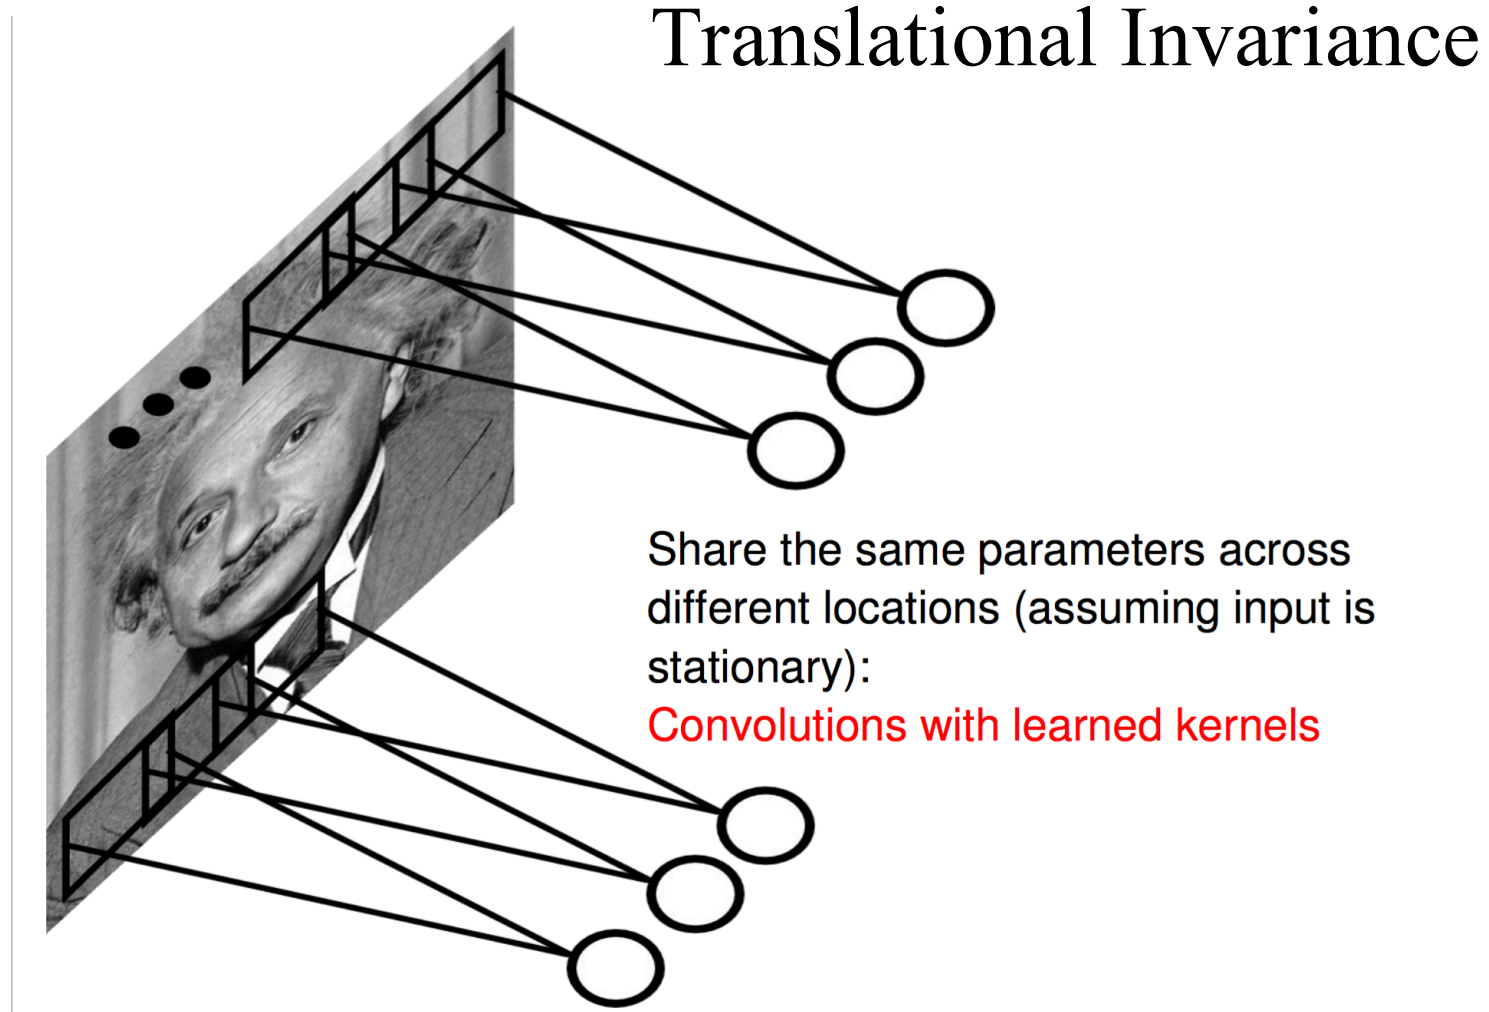 Translational Invariance
Share the same parameters across
different locations (assuming input is
stationary):
Convolutions with learned kernels